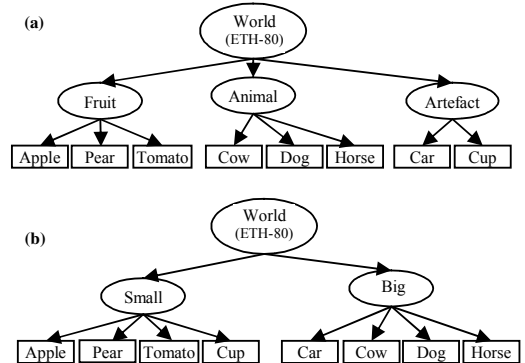 (a)
World
(ETH-80)
Fruit Animal Artefact
Apple Pear Tomato Cow Dog Horse Car Cup
World
(ETH-80)
(b)
Small Big
Apple Pear Tomato Cup Car Cow Dog Horse